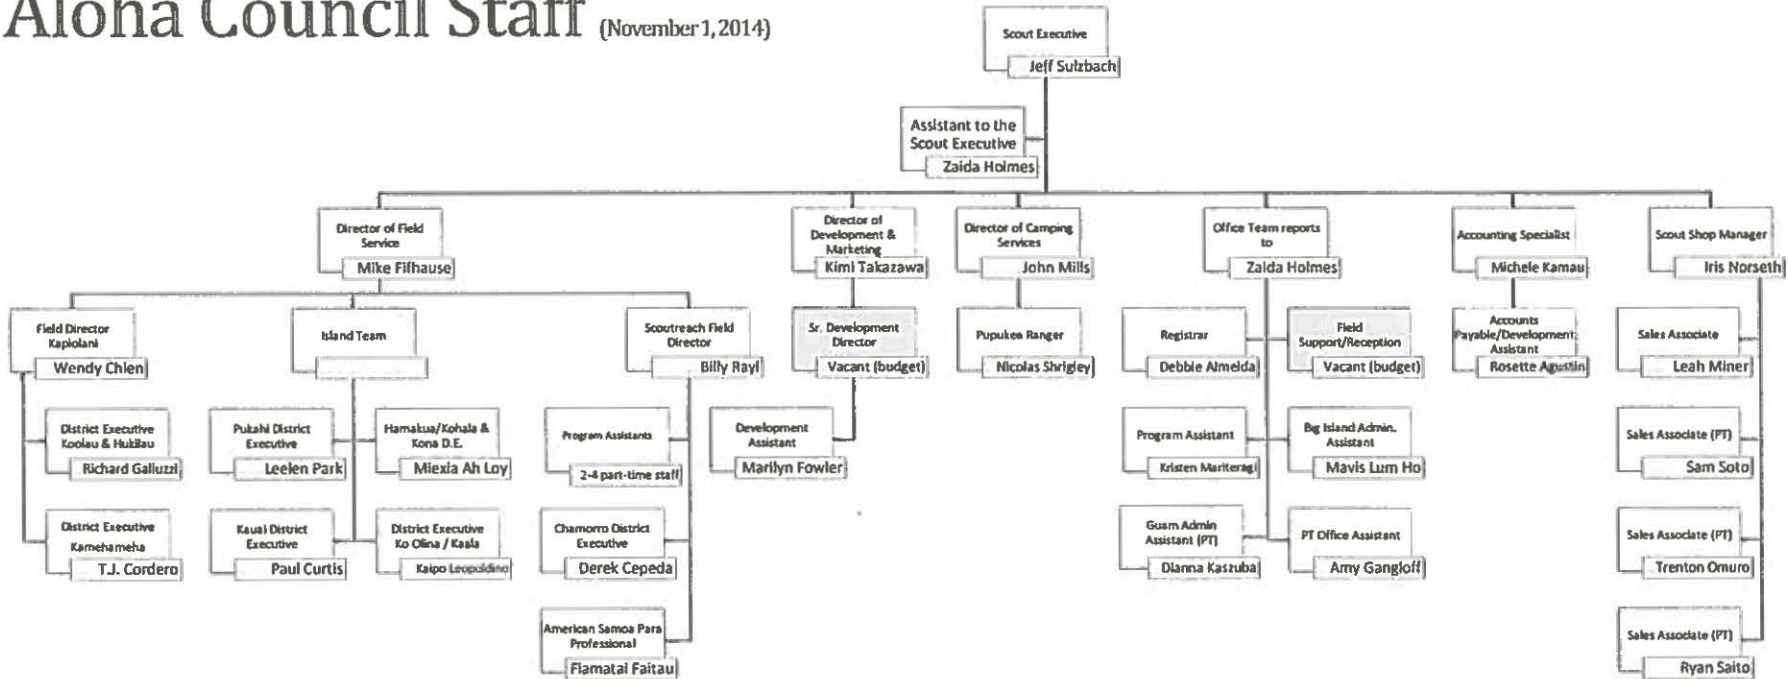 Aloha Council Staff (November 1, 2014)
Scout Executive
Jeff Sulzbach
Assistant to the
Scout Executive
Zaida Holmes
Director of Field
Service
Mike Fifhause
Director of
Development &
Marketing
Kimi Takazawa
Director of Camping
Services
John Mills
Office Team reports
to
Zaida Holmes
Accounting Specialist
Michele Kamau
Scout Shop Manager
Iris Norseth
Field Director
Kapiolani
Wendy Chien
Island Team
Scoutreach Field
Director
Billy Rayl
Sr. Development
Director
Vacant (budget)
Pupukea Ranger
Nicolas Shrigley
Registrar
Debbie Almeida
Field
Support/Reception
Vacant (budget)
Accounts
Payable/Development
Assistant
Rosette Agustin
Sales Associate
Leah Miner
District Executive
Koolau & Hukilau
Richard Galluzzi
Pukahi District
Executive
Leelen Park
Hamakua/Kohala &
Kona D.E.
Miexia Ah Loy
Program Assistants
2-4 part-time staff
Development
Assistant
Marilyn Fowler
Program Assistant
Kristen Mariteragi
Big Island Admin.
Assistant
Mavis Lum Ho
Sales Associate (PT)
Sam Soto
District Executive
Kamehameha
T.J. Cordero
Kauai District
Executive
Paul Curtis
District Executive
Ko Olina / Kaala
Kaipo Leopoldino
Chamorro District
Executive
Derek Cepeda
Guam Admin
Assistant (PT)
Dianna Kaszuba
PT Office Assistant
Amy Gangloff
Sales Associate (PT)
Trenton Omuro
American Samoa Para
Professional
Fiamatai Faitau
Sales Associate (PT)
Ryan Saito